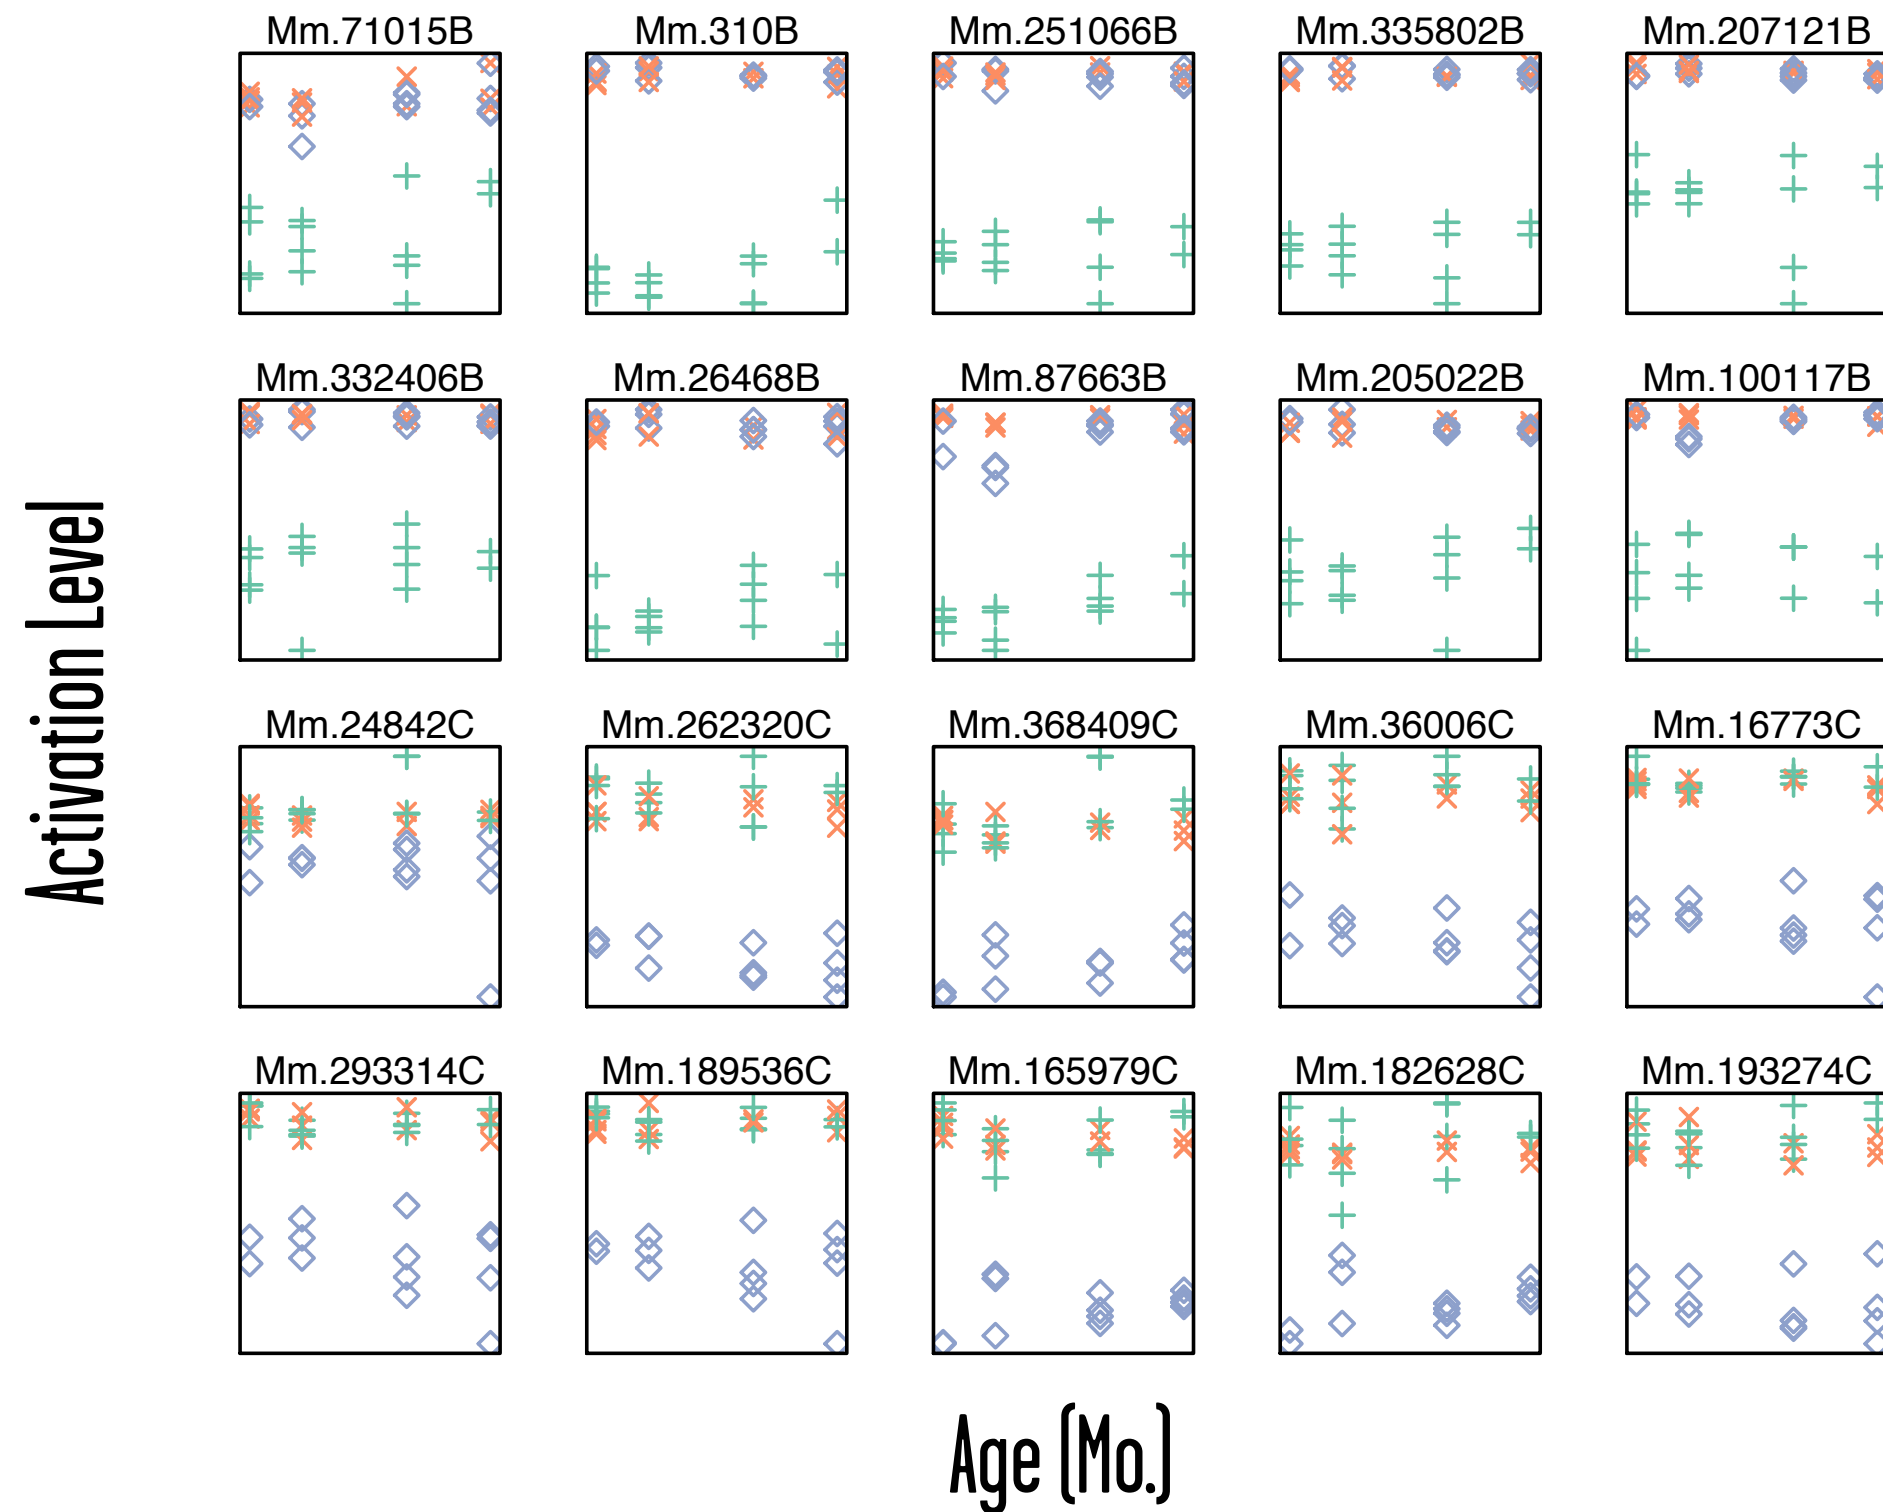 Mm.71015B
Mm.310B
Mm.251066B
Mm.335802B
Mm.207121B
Mm.332406B
Mm.26468B
Mm.87663B
Mm.205022B
Mm.100117B
Activation Level
Mm.24842C
Mm.262320C
Mm.368409C
Mm.36006C
Mm.16773C
Mm.293314C
Mm.189536C
Mm.165979C
Mm.182628C
Mm.193274C
Age (Mo.)